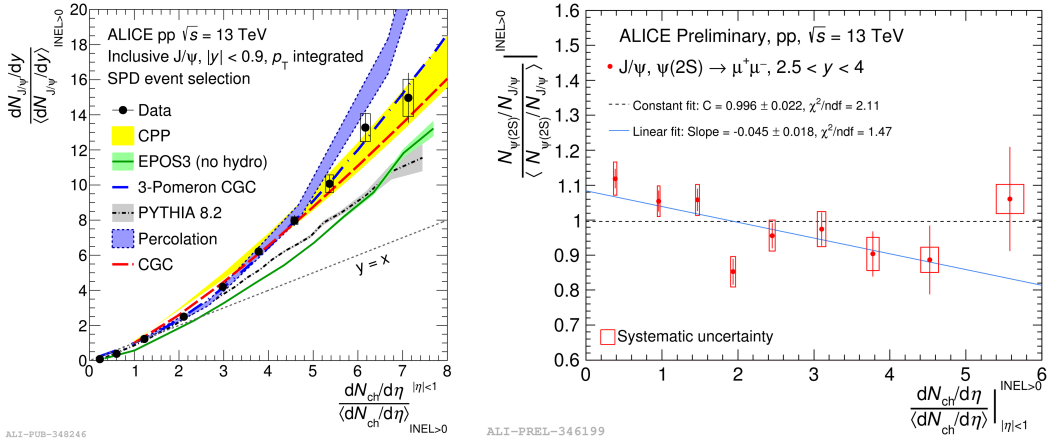 ALICE pp √s = 13 TeV
Inclusive J/ψ, |y| < 0.9, p_T integrated
SPD event selection
Data
CPP
EPOS3 (no hydro)
3-Pomeron CGC
PYTHIA 8.2
Percolation
CGC
y = x
dN_J/ψ/dy
⟨dN_J/ψ/dy⟩ INEL>0
20
18
16
14
12
10
8
6
4
2
0
0 1 2 3 4 5 6 7 8
dN_ch/dη |η|<1
⟨dN_ch/dη⟩ INEL>0
ALI-PUB-348246
ALICE Preliminary, pp, √s = 13 TeV
J/ψ, ψ(2S) → μ⁺μ⁻, 2.5 < y < 4
Constant fit: C = 0.996 ± 0.022, χ²/ndf = 2.11
Linear fit: Slope = -0.045 ± 0.018, χ²/ndf = 1.47
Systematic uncertainty
N_ψ(2S)/N_J/ψ
⟨N_ψ(2S)/N_J/ψ⟩ | INEL>0
1.6
1.5
1.4
1.3
1.2
1.1
1
0.9
0.8
0.7
0.6
0 1 2 3 4 5 6
dN_ch/dη
⟨dN_ch/dη⟩ | INEL>0 |η|<1
ALI-PREL-346199